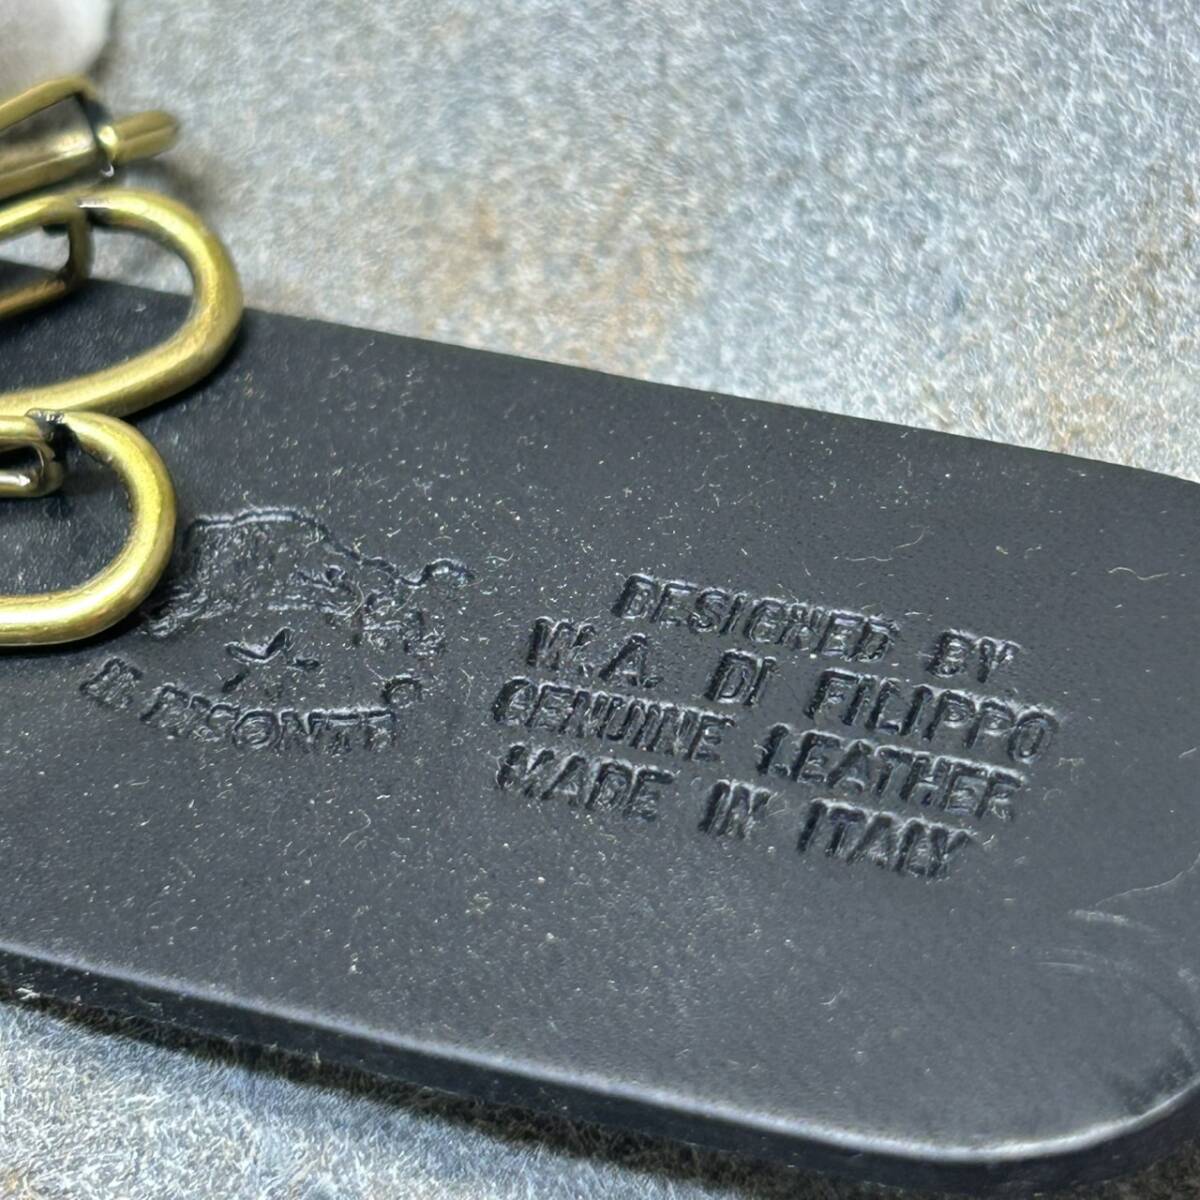 IL BISONTE
DESIGNED BY
W.A. DI FILIPPO
GENUINE LEATHER
MADE IN ITALY